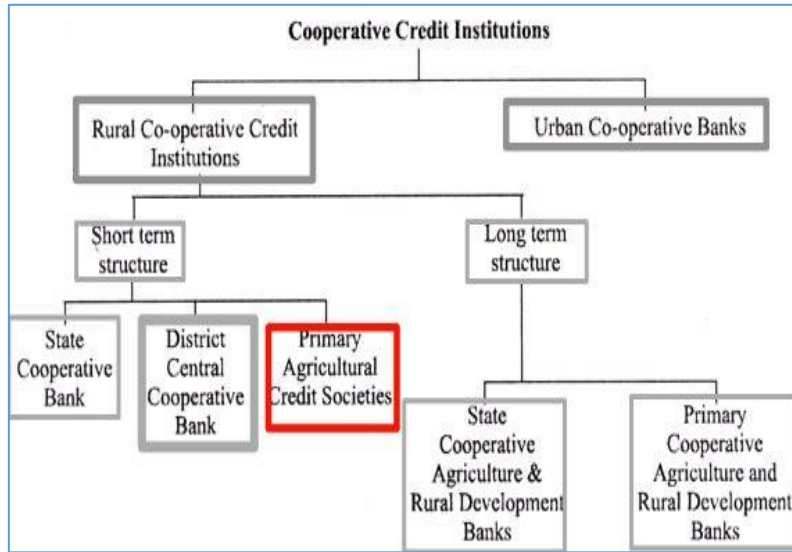 Cooperative Credit Institutions
Rural Co-operative Credit
Institutions
Urban Co-operative Banks
Short term
structure
Long term
structure
State
Cooperative
Bank
District
Central
Cooperative
Bank
Primary
Agricultural
Credit Societies
State
Cooperative
Agriculture &
Rural Development
Banks
Primary
Cooperative
Agriculture and
Rural Development
Banks